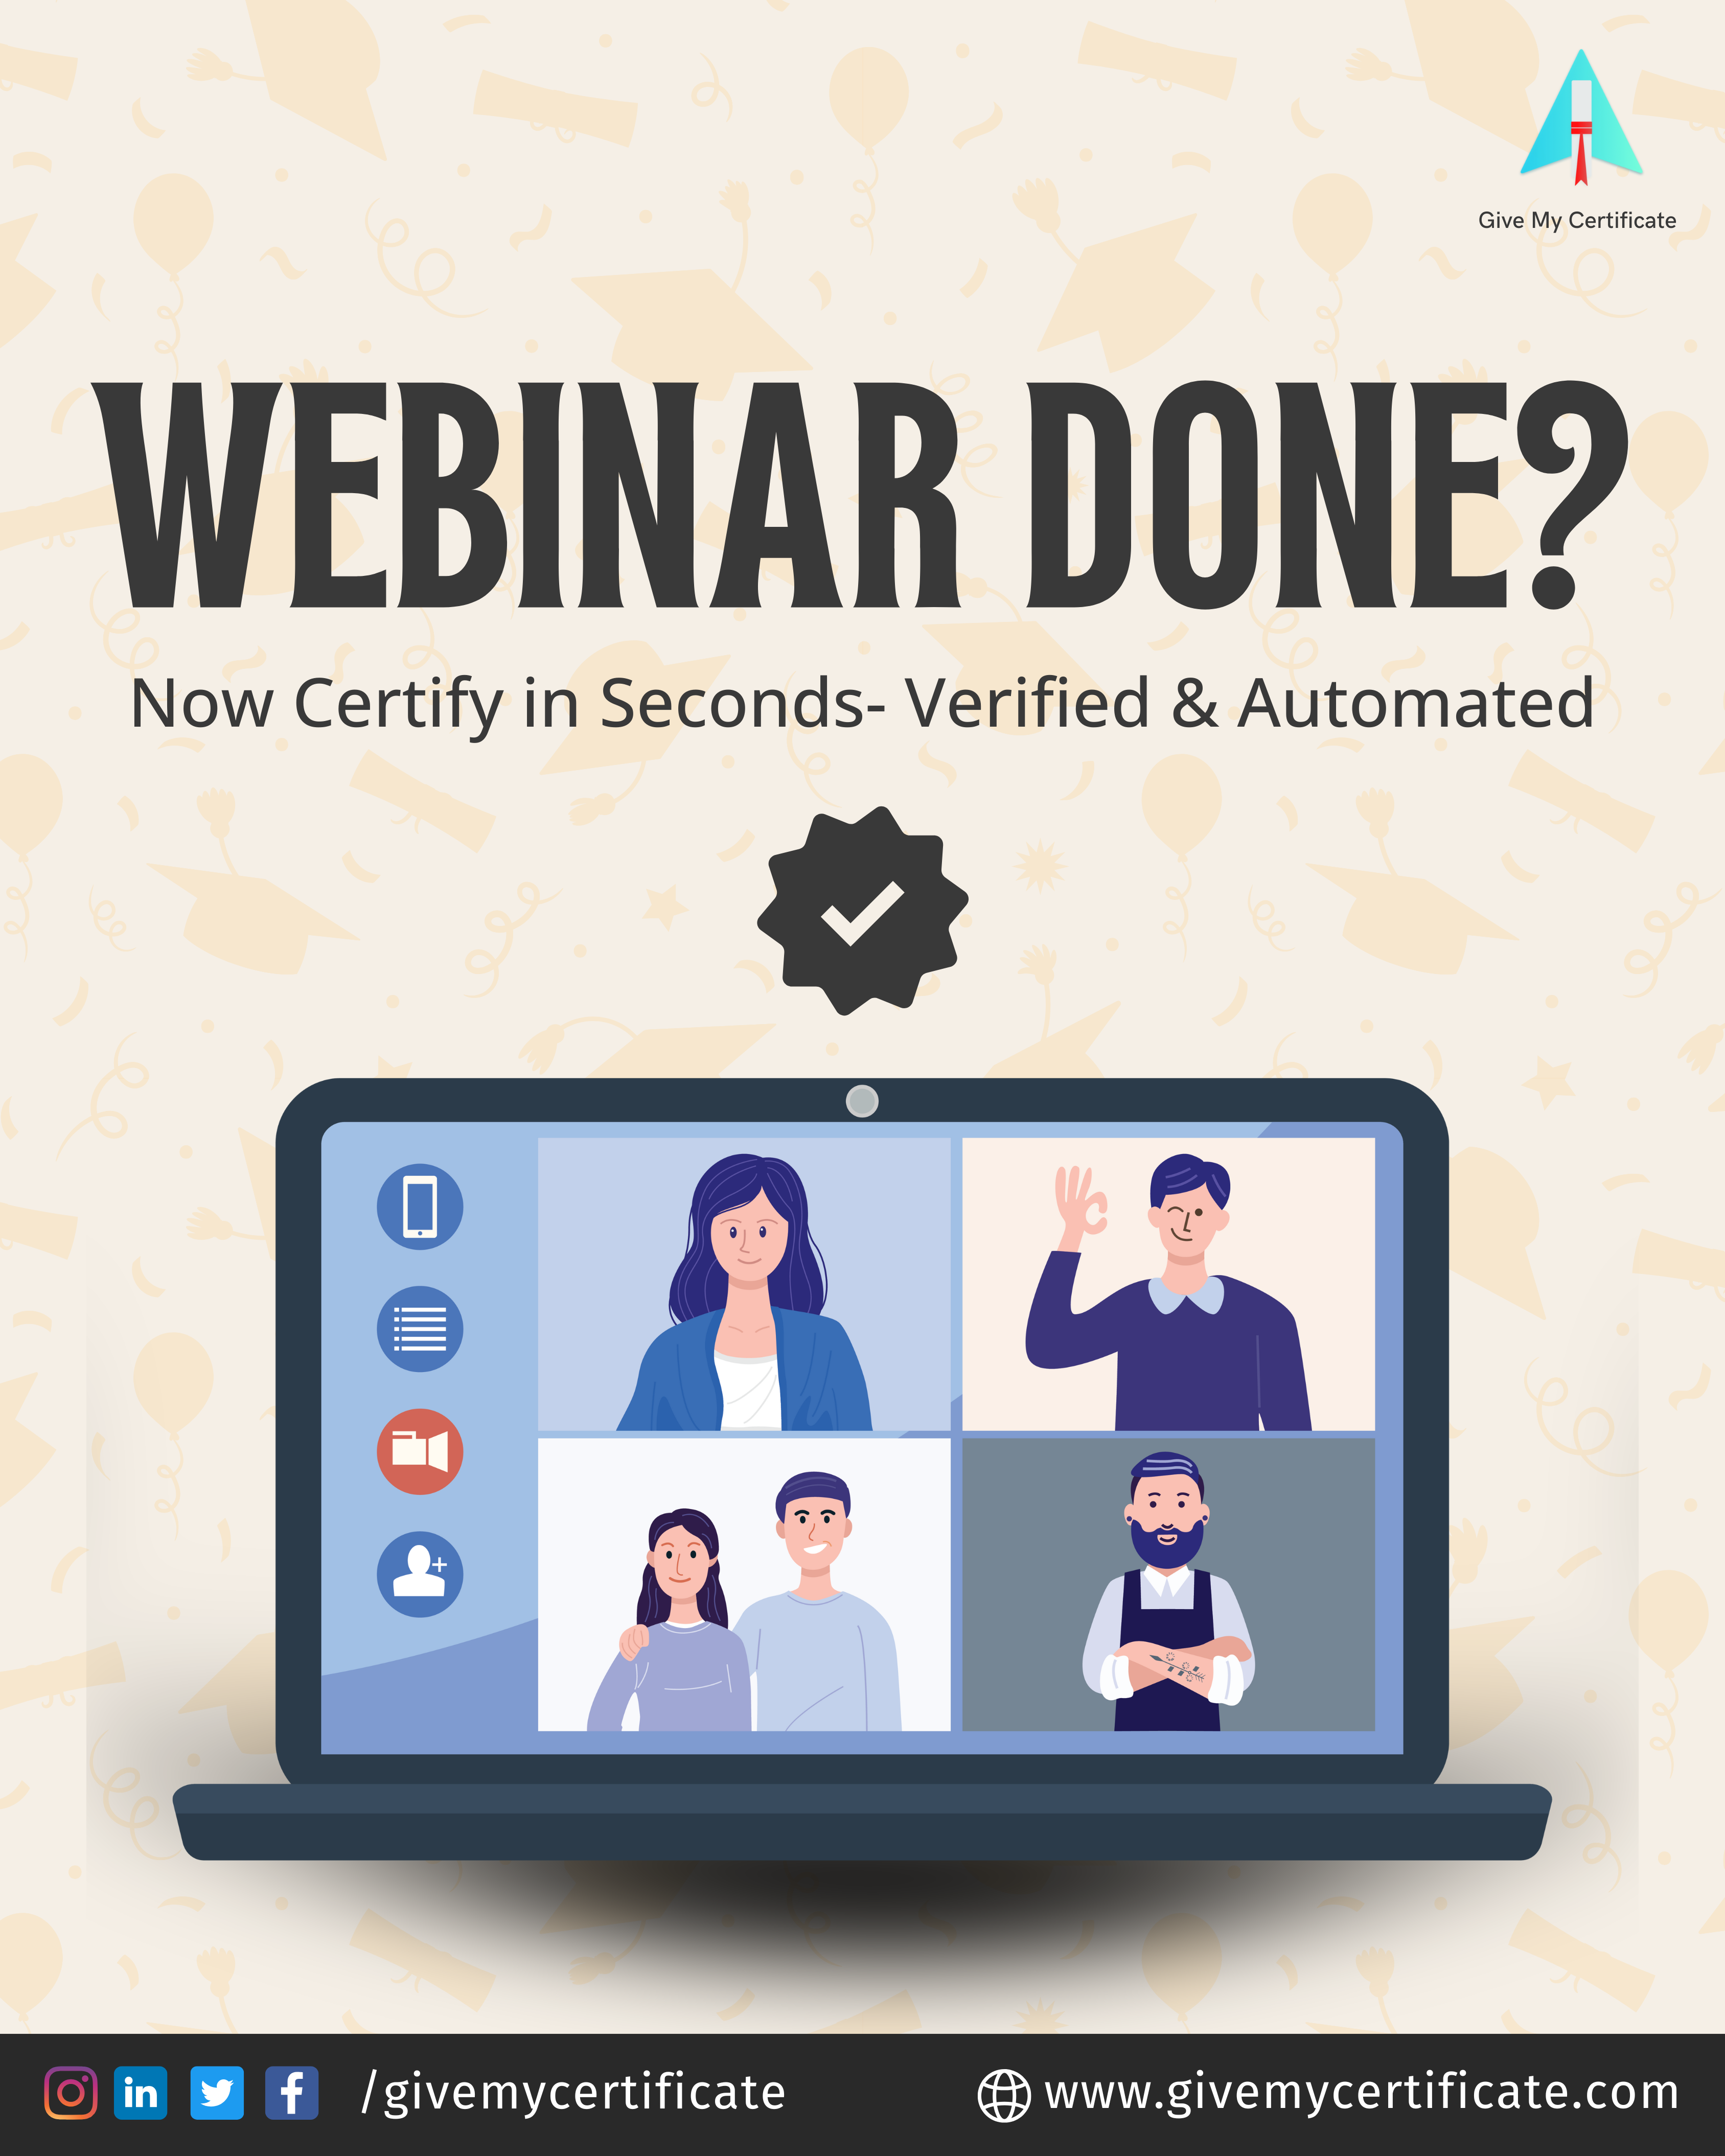 Give My Certificate
WEBINAR DONE?
Now Certify in Seconds- Verified & Automated
/givemycertificate
www.givemycertificate.com